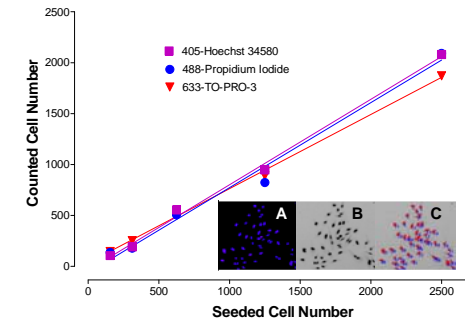 2500
2000
1500
1000
500
0
Counted Cell Number
405-Hoechst 34580
488-Propidium Iodide
633-TO-PRO-3
A
B
C
0
500
1000
1500
2000
2500
Seeded Cell Number